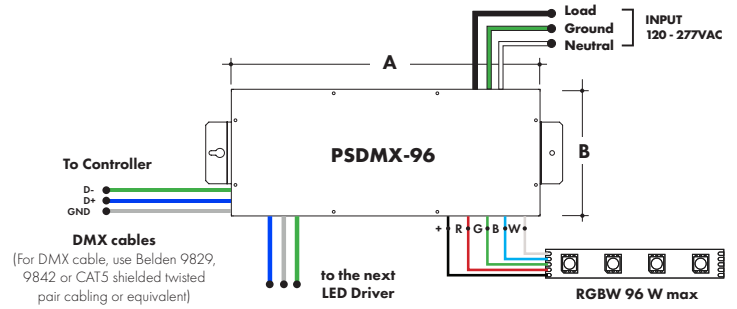 Load
Ground
Neutral
INPUT
120 - 277VAC
A
PSDMX-96
B
To Controller
D-
D+
GND
DMX cables
(For DMX cable, use Belden 9829,
9842 or CAT5 shielded twisted
pair cabling or equivalent)
+ R G B W
to the next
LED Driver
RGBW 96 W max